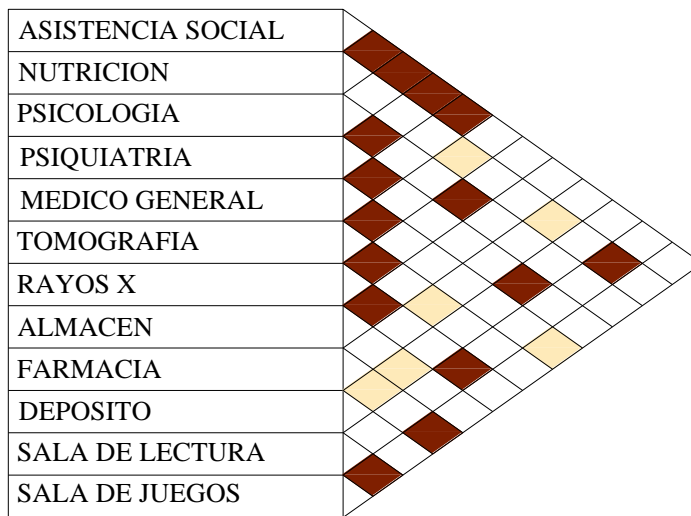 ASISTENCIA SOCIAL
NUTRICION
PSICOLOGIA
PSIQUIATRIA
MEDICO GENERAL
TOMOGRAFIA
RAYOS X
ALMACEN
FARMACIA
DEPOSITO
SALA DE LECTURA
SALA DE JUEGOS